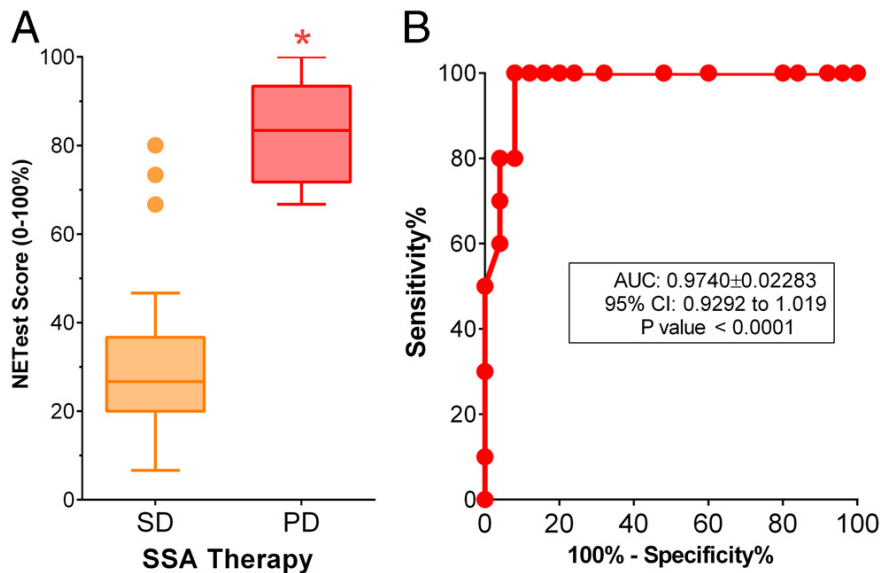 A
*
NETest Score (0-100%)
100
80
60
40
20
0
SD
PD
SSA Therapy
B
Sensitivity%
100
80
60
40
20
0
AUC: 0.9740±0.02283
95% CI: 0.9292 to 1.019
P value < 0.0001
0
20
40
60
80
100
100% - Specificity%